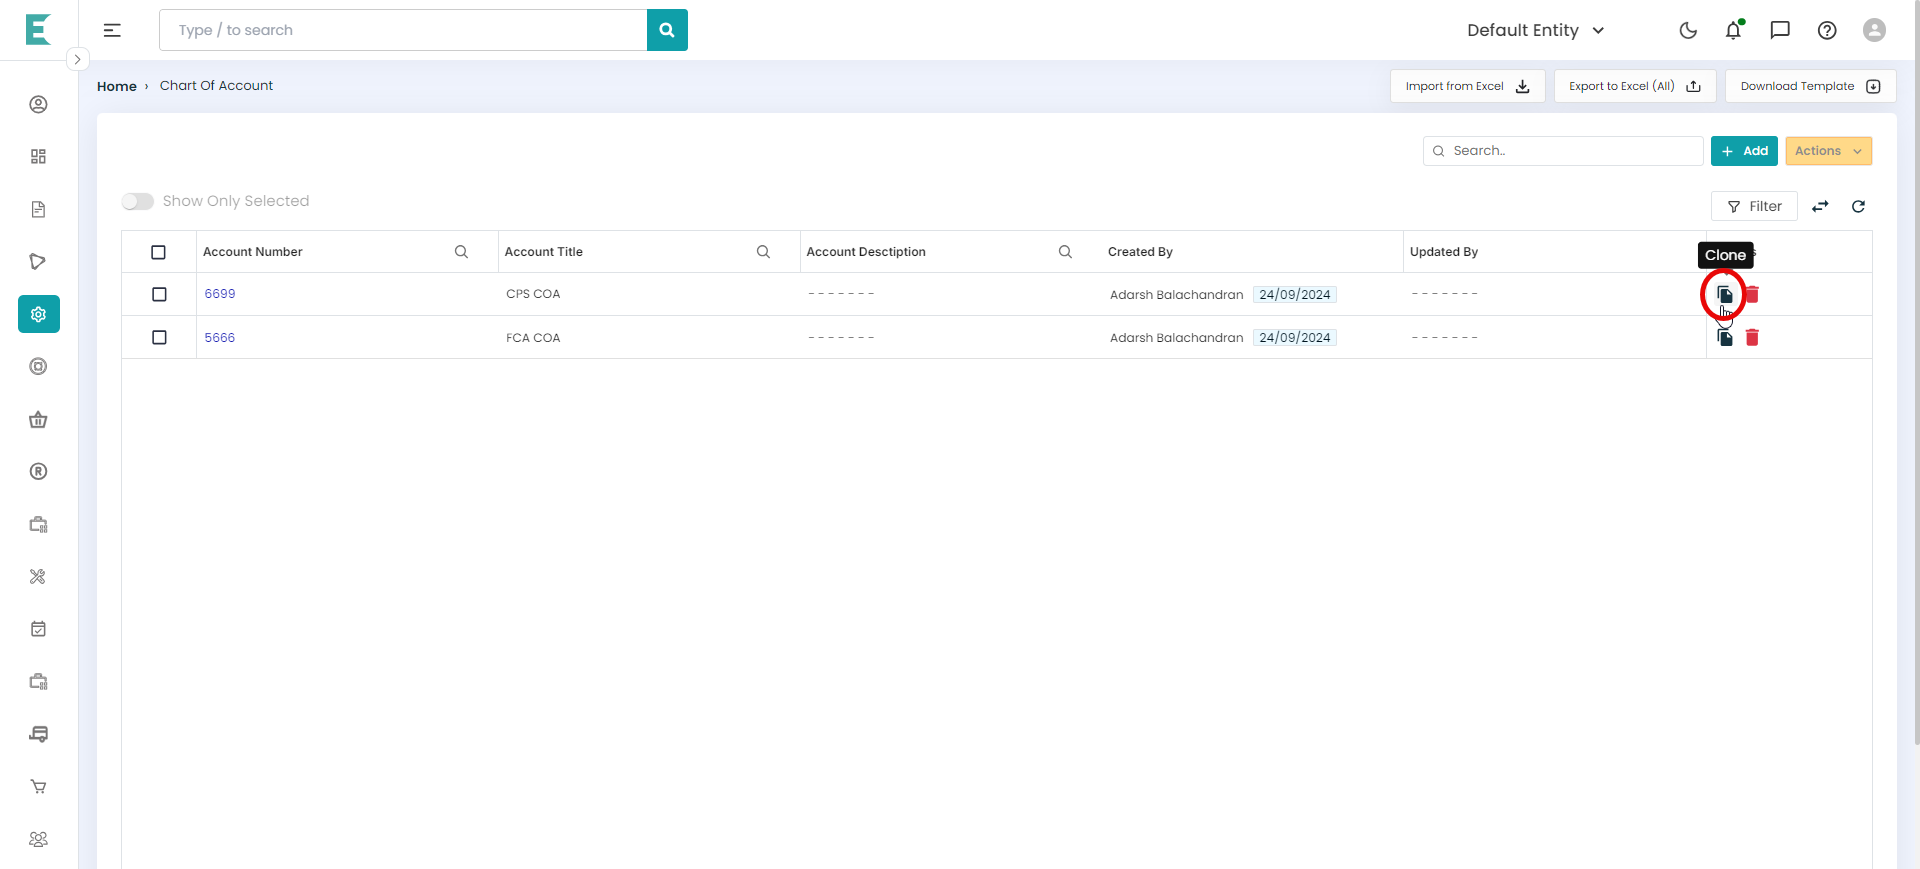 Type / to search
Default Entity
Home › Chart Of Account
Import from Excel
Export to Excel (All)
Download Template
Search..
+ Add
Actions
Show Only Selected
Filter
Account Number
Account Title
Account Desctiption
Created By
Updated By
Clone
6699
CPS COA
-------
Adarsh Balachandran 24/09/2024
-------
5666
FCA COA
-------
Adarsh Balachandran 24/09/2024
-------